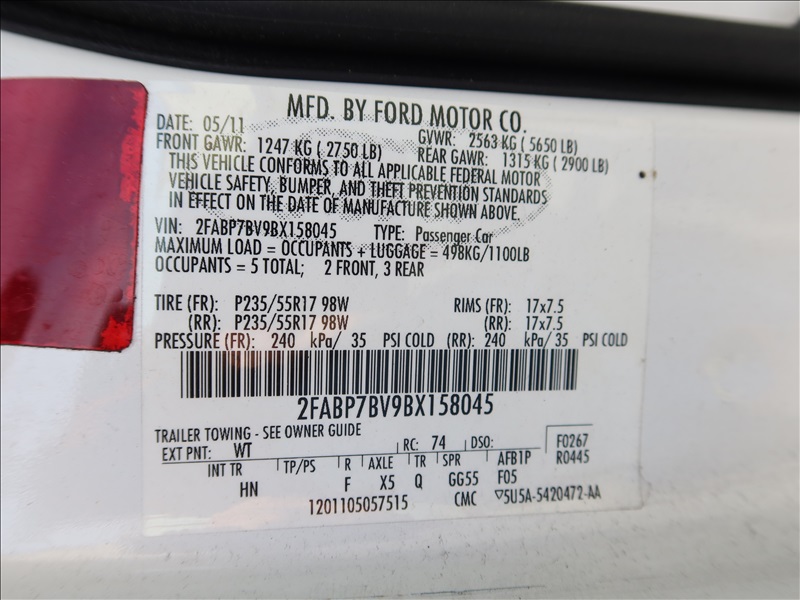 MFD. BY FORD MOTOR CO.
DATE: 05/11 GVWR: 2563 KG ( 5650 LB)
FRONT GAWR: 1247 KG ( 2750 LB) REAR GAWR: 1315 KG ( 2900 LB)
THIS VEHICLE CONFORMS TO ALL APPLICABLE FEDERAL MOTOR
VEHICLE SAFETY, BUMPER, AND THEFT PREVENTION STANDARDS
IN EFFECT ON THE DATE OF MANUFACTURE SHOWN ABOVE.
VIN: 2FABP7BV9BX158045 TYPE: Passenger Car
MAXIMUM LOAD = OCCUPANTS + LUGGAGE = 498KG/1100LB
OCCUPANTS = 5 TOTAL; 2 FRONT, 3 REAR
TIRE (FR): P235/55R17 98W RIMS (FR): 17x7.5
(RR): P235/55R17 98W (RR): 17x7.5
PRESSURE (FR): 240 kPa/ 35 PSI COLD (RR): 240 kPa/ 35 PSI COLD
2FABP7BV9BX158045
TRAILER TOWING - SEE OWNER GUIDE
EXT PNT: WT RC: 74 DSO: F0267
INT TR TP/PS R AXLE TR SPR AFB1P R0445
HN F X5 Q GG55 F05
1201105057515 CMC ▽5U5A-5420472-AA